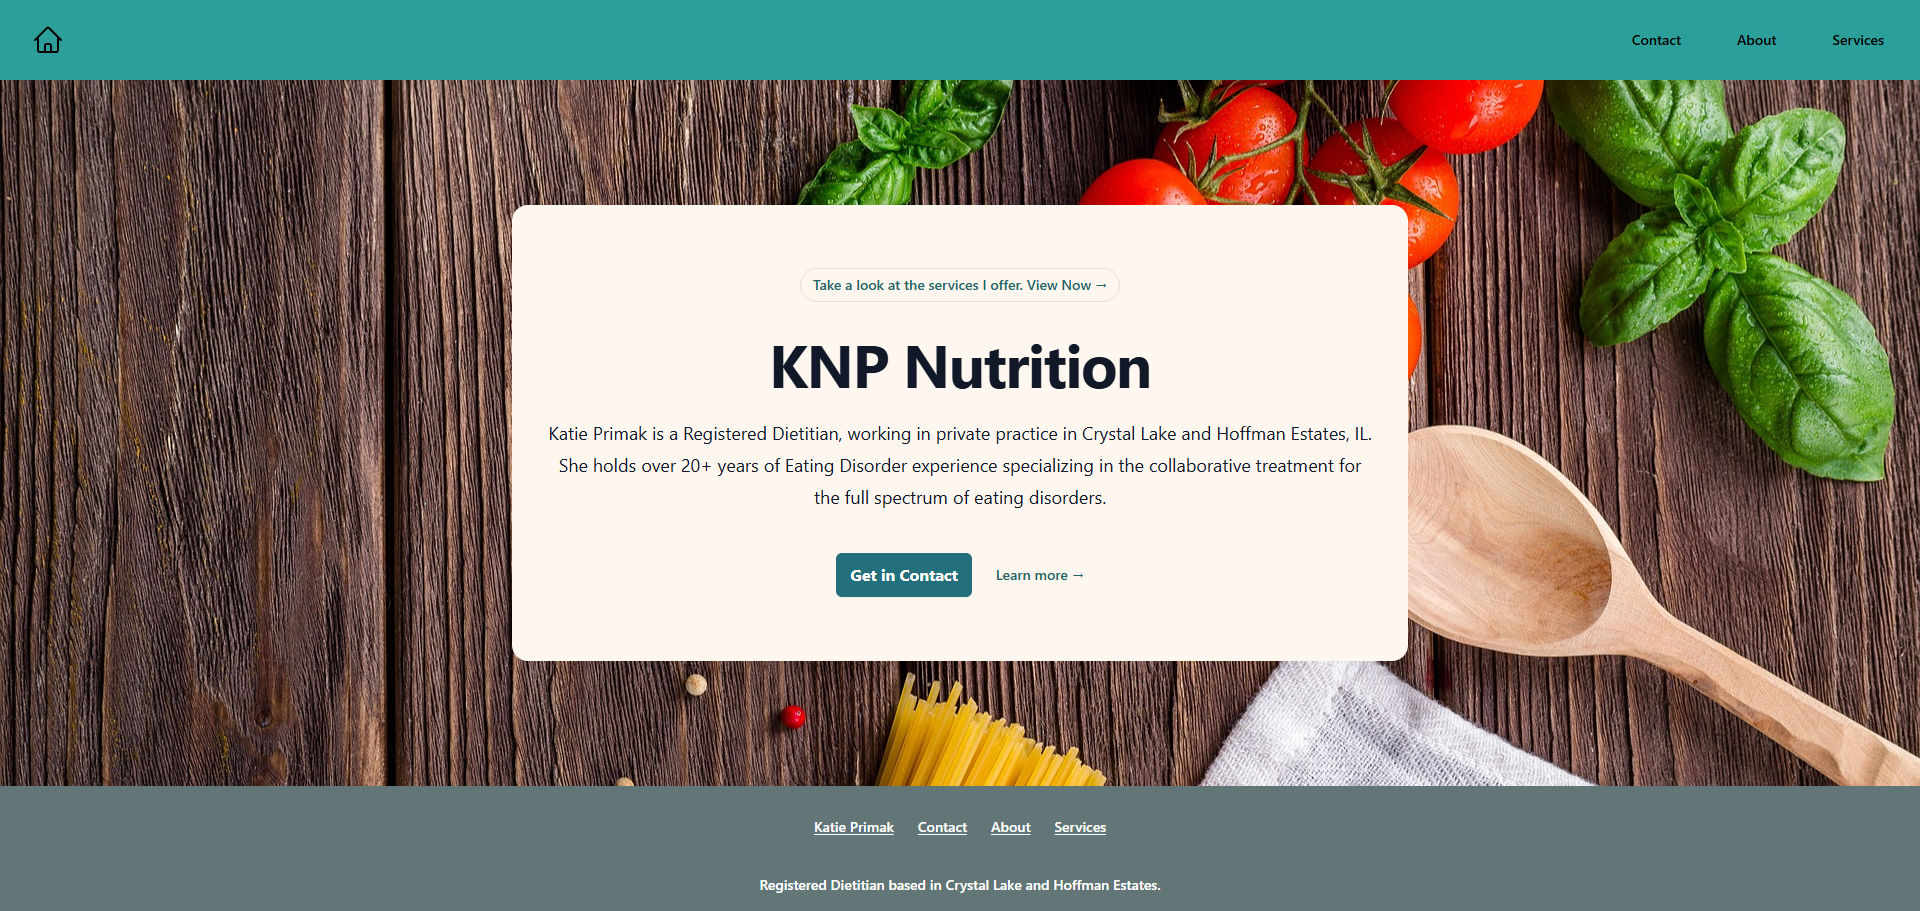 Contact About Services
Take a look at the services I offer. View Now →
KNP Nutrition
Katie Primak is a Registered Dietitian, working in private practice in Crystal Lake and Hoffman Estates, IL.
She holds over 20+ years of Eating Disorder experience specializing in the collaborative treatment for
the full spectrum of eating disorders.
Get in Contact Learn more →
Katie Primak Contact About Services
Registered Dietitian based in Crystal Lake and Hoffman Estates.